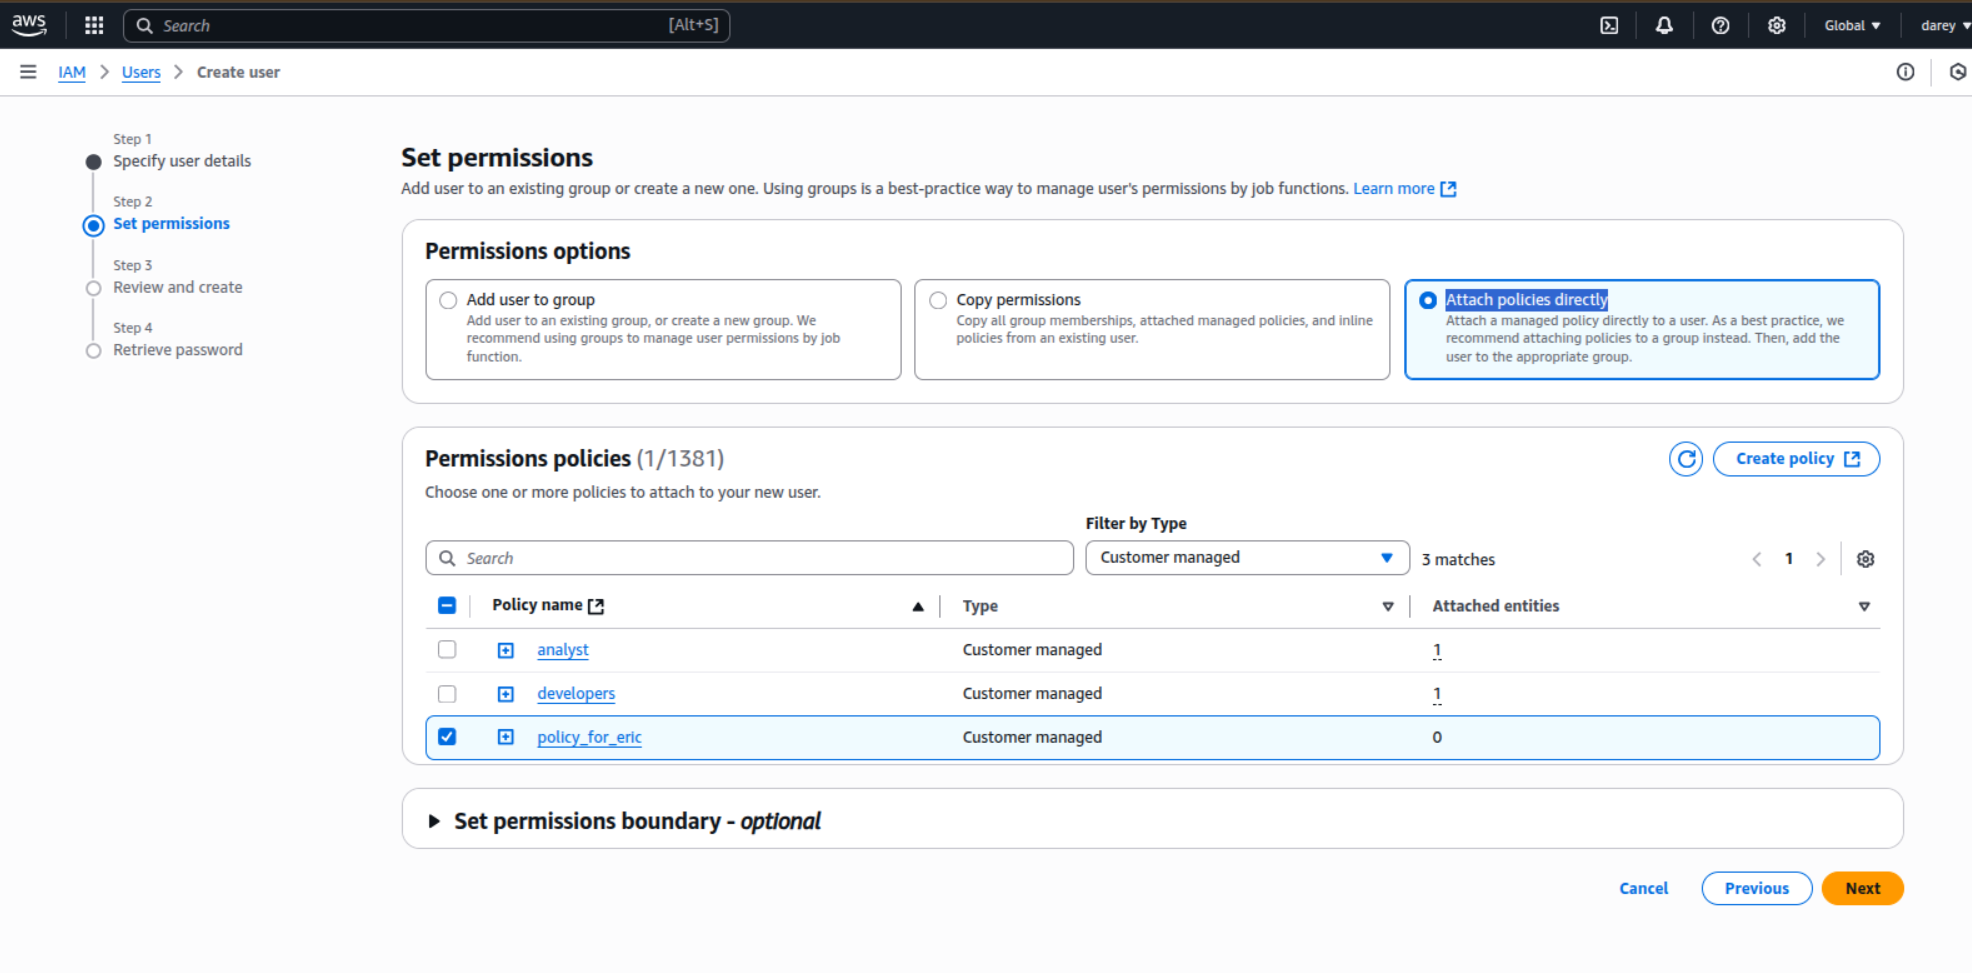 aws
Search [Alt+S]
Global
darey
IAM > Users > Create user
Step 1
Specify user details
Step 2
Set permissions
Step 3
Review and create
Step 4
Retrieve password
Set permissions
Add user to an existing group or create a new one. Using groups is a best-practice way to manage user's permissions by job functions. Learn more
Permissions options
Add user to group
Add user to an existing group, or create a new group. We
recommend using groups to manage user permissions by job
function.
Copy permissions
Copy all group memberships, attached managed policies, and inline
policies from an existing user.
Attach policies directly
Attach a managed policy directly to a user. As a best practice, we
recommend attaching policies to a group instead. Then, add the
user to the appropriate group.
Permissions policies (1/1381)
Create policy
Choose one or more policies to attach to your new user.
Filter by Type
Search
Customer managed
3 matches
1
Policy name Type Attached entities
analyst Customer managed 1
developers Customer managed 1
policy_for_eric Customer managed 0
Set permissions boundary - optional
Cancel Previous Next